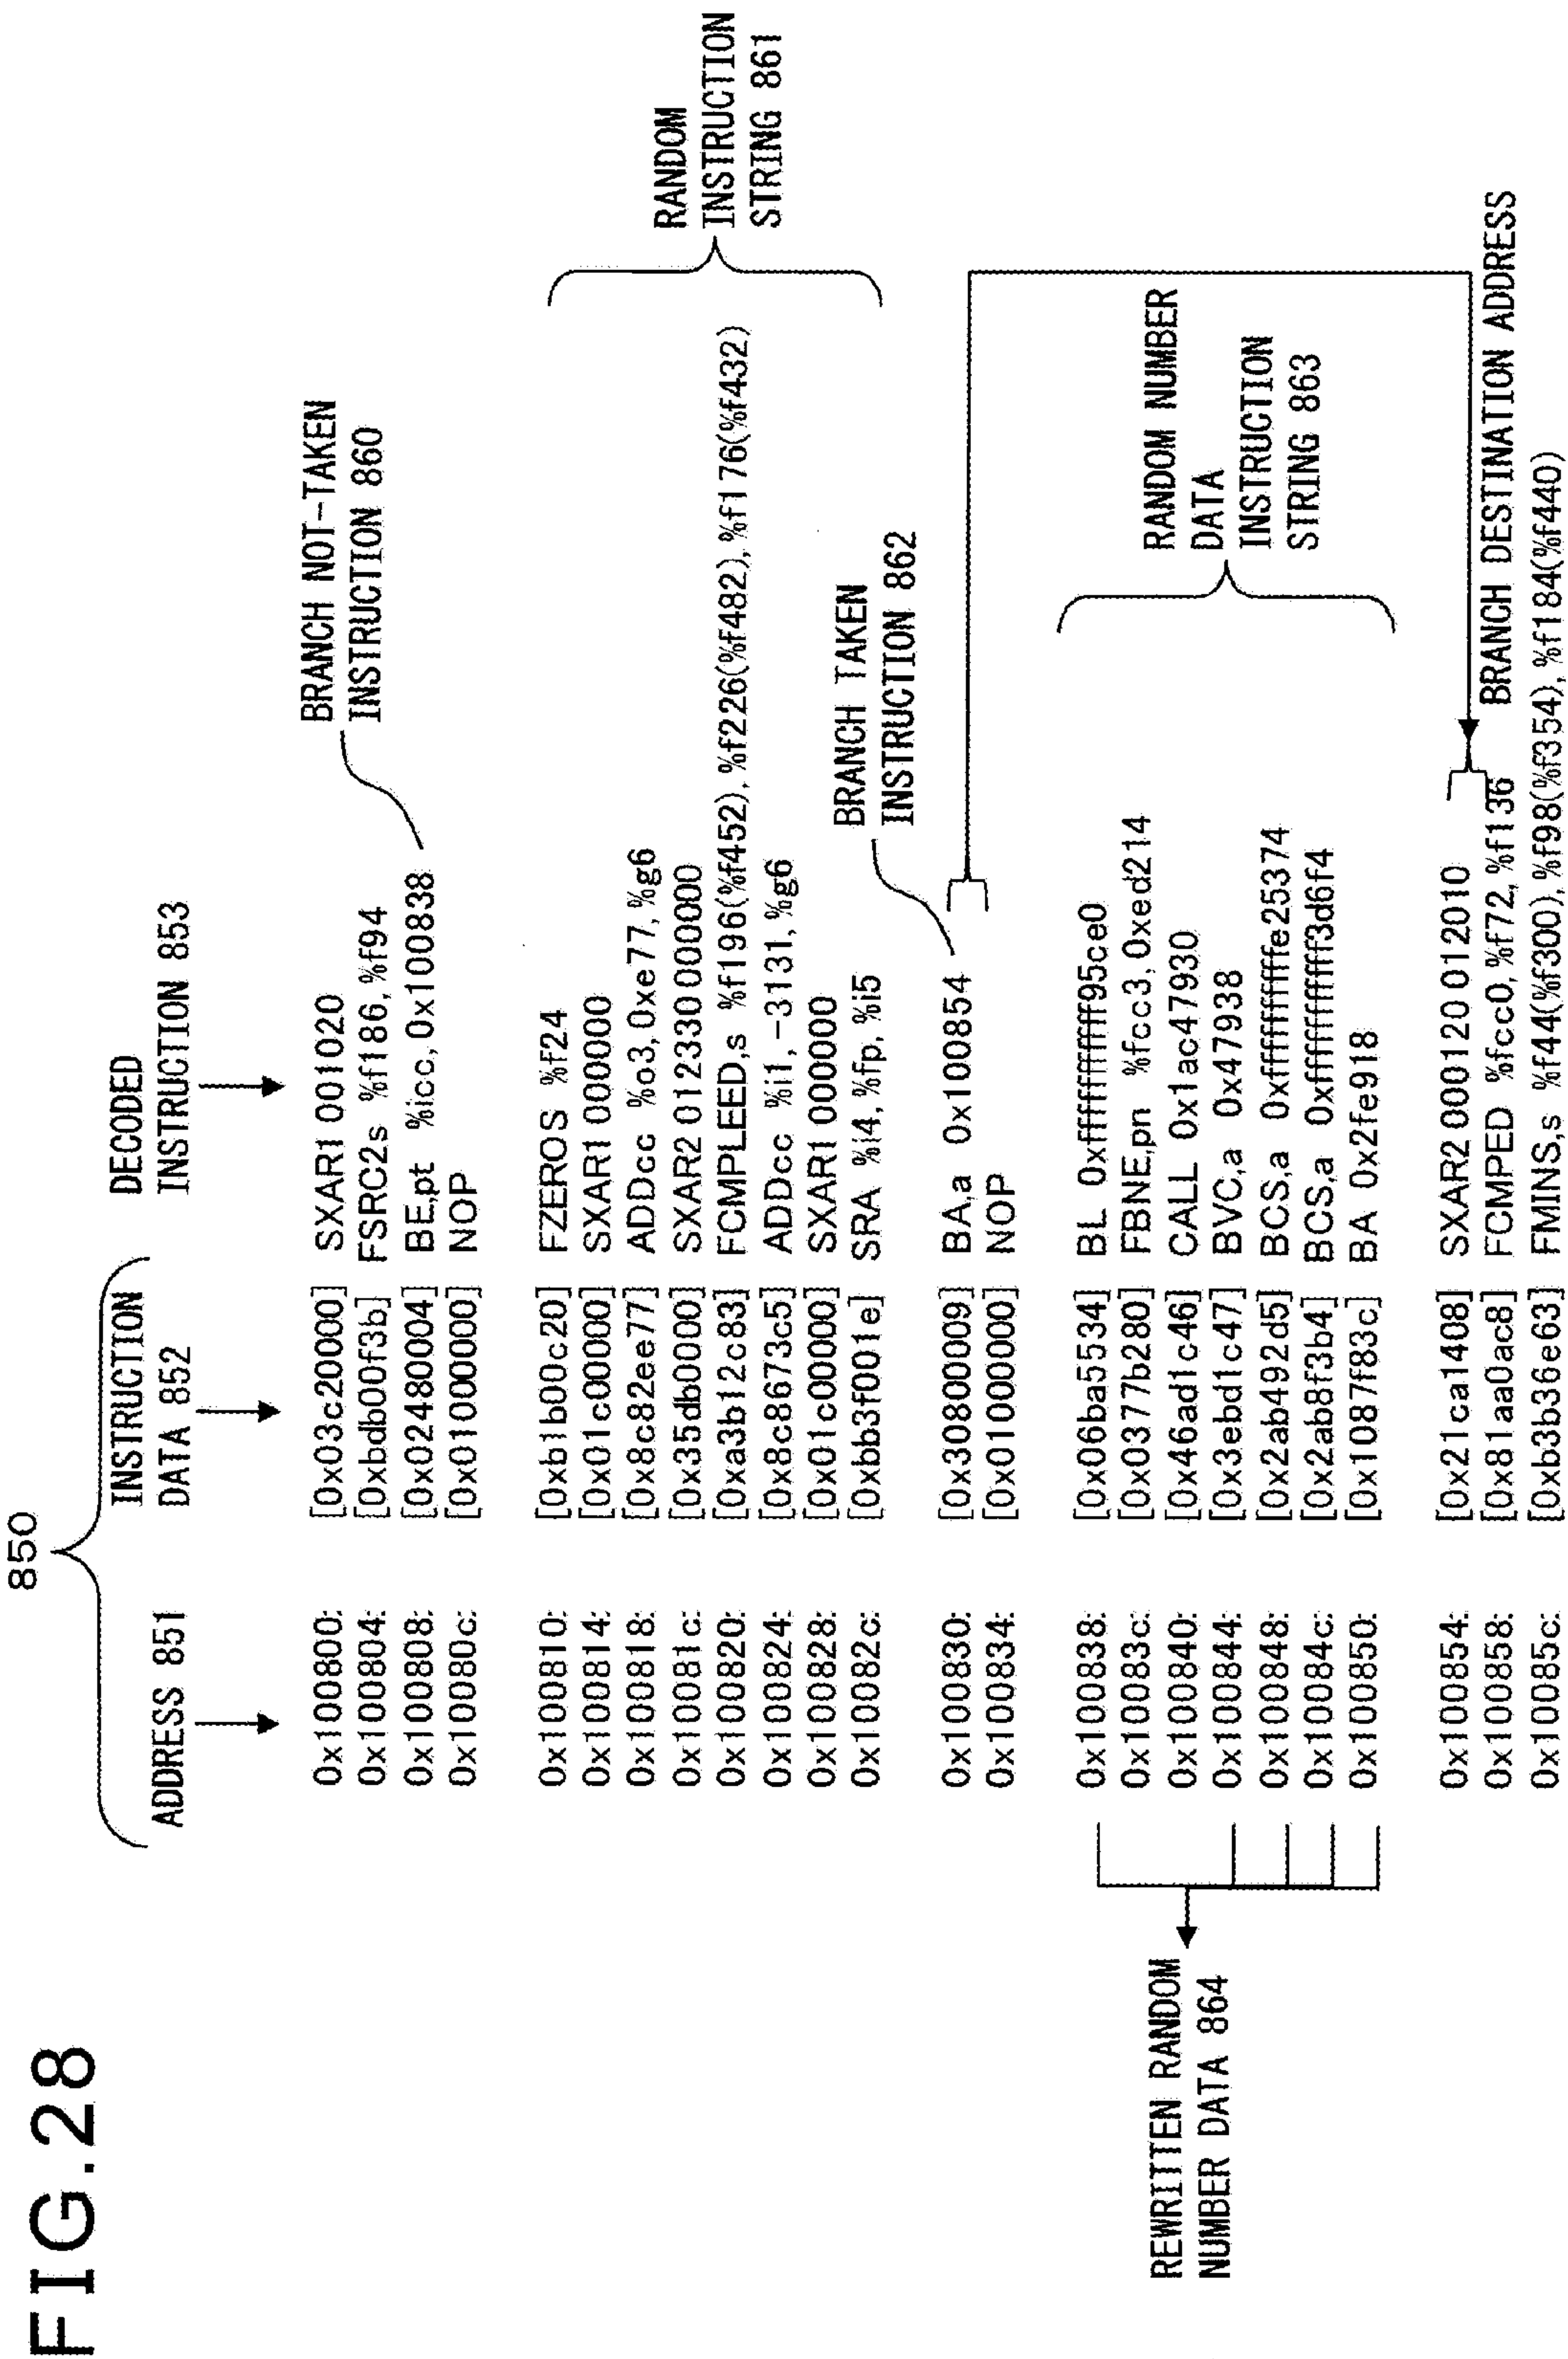 FIG.28
850
ADDRESS 851
INSTRUCTION
DATA 852
DECODED
INSTRUCTION 853
0x100800: [0x03c20000] SXAR1 001020
0x100804: [0xbdb00f3b] FSRC2s %f186, %f94
0x100808: [0x02480004] BE,pt %icc, 0x100838
0x10080c: [0x01000000] NOP
BRANCH NOT-TAKEN
INSTRUCTION 860
0x100810: [0xb1b00c20] FZEROS %f24
0x100814: [0x01c00000] SXAR1 000000
0x100818: [0x8c82ee77] ADDcc %o3, 0xe77, %g6
0x10081c: [0x35db0000] SXAR2 012330 000000
0x100820: [0xa3b12c83] FCMPLEED,s %f196(%f452), %f226(%f482), %f176(%f432)
0x100824: [0x8c8673c5] ADDcc %i1, -3131, %g6
0x100828: [0x01c00000] SXAR1 000000
0x10082c: [0xbb3f001e] SRA %i4, %fp, %i5
RANDOM
INSTRUCTION
STRING 861
0x100830: [0x30800009] BA,a 0x100854
0x100834: [0x01000000] NOP
BRANCH TAKEN
INSTRUCTION 862
0x100838: [0x06ba5534] BL 0xfffffffffff95ce0
0x10083c: [0x0377b280] FBNE,pn %fcc3, 0xed214
0x100840: [0x46ad1c46] CALL 0x1ac47930
0x100844: [0x3ebd1c47] BVC,a 0x47938
0x100848: [0x2ab492d5] BCS,a 0xffffffffffe25374
0x10084c: [0x2ab8f3b4] BCS,a 0xfffffffffff3d6f4
0x100850: [0x1087f83c] BA 0x2fe918
RANDOM NUMBER
DATA
INSTRUCTION
STRING 863
REWRITTEN RANDOM
NUMBER DATA 864
0x100854: [0x21ca1408] SXAR2 000120 012010
0x100858: [0x81aa0ac8] FCMPED %fcc0, %f72, %f136
0x10085c: [0xb3b36e63] FMINS,s %f44(%f300), %f98(%f354), %f184(%f440)
BRANCH DESTINATION ADDRESS